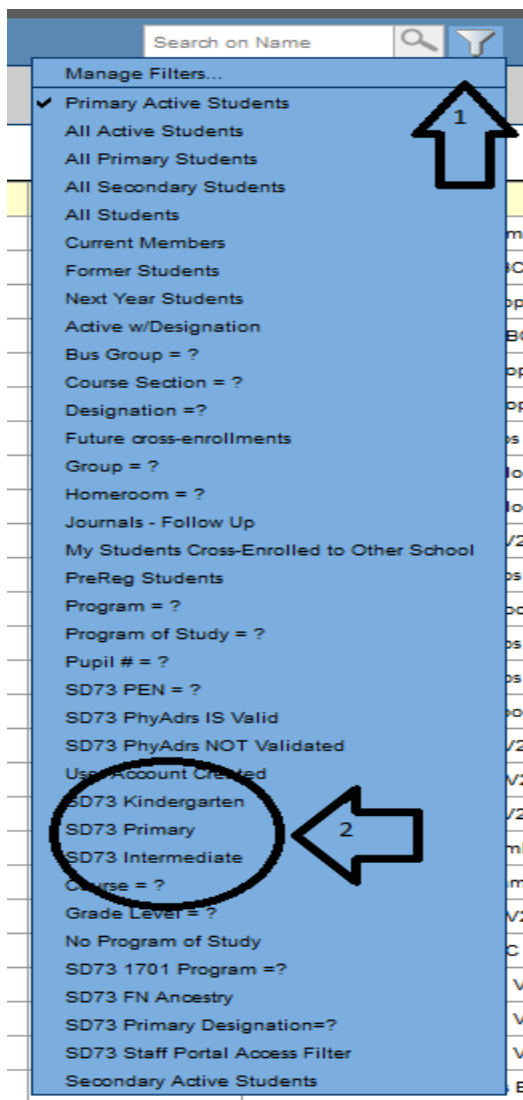 Search on Name
Manage Filters...
1
Primary Active Students
All Active Students
All Primary Students
All Secondary Students
All Students
Current Members
Former Students
Next Year Students
Active w/Designation
Bus Group = ?
Course Section = ?
Designation =?
Future cross-enrollments
Group = ?
Homeroom = ?
Journals - Follow Up
My Students Cross-Enrolled to Other School
PreReg Students
Program = ?
Program of Study = ?
Pupil # = ?
SD73 PEN = ?
SD73 PhyAdrs IS Valid
SD73 PhyAdrs NOT Validated
User Account Created
SD73 Kindergarten
SD73 Primary
2
SD73 Intermediate
Course = ?
Grade Level = ?
No Program of Study
SD73 1701 Program =?
SD73 FN Ancestry
SD73 Primary Designation=?
SD73 Staff Portal Access Filter
Secondary Active Students